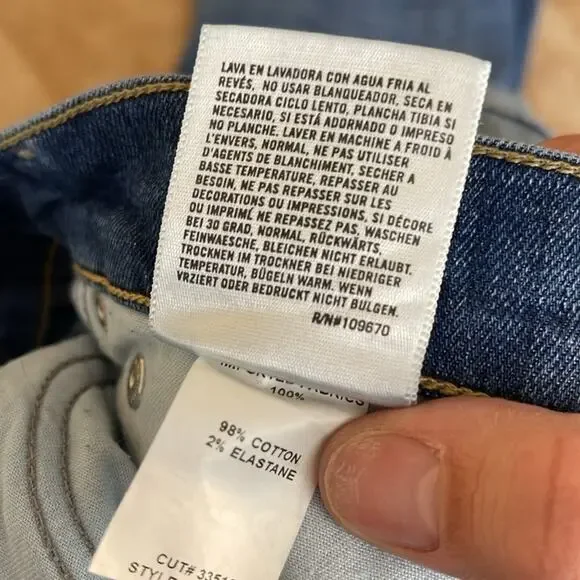 LAVA EN LAVADORA CON AGUA FRIA AL
REVÉS, NO USAR BLANQUEADOR, SECA EN
SECADORA CICLO LENTO, PLANCHA TIBIA SI
NECESARIO, SI ESTÁ ADORNADO O IMPRESO
NO PLANCHE. LAVER EN MACHINE A FROID À
L'ENVERS, NORMAL, NE PAS UTILISER
D'AGENTS DE BLANCHIMENT, SECHER A
BASSE TEMPERATURE, REPASSER AU
BESOIN, NE PAS REPASSER SUR LES
DECORATIONS OU IMPRESSIONS, SI DÉCORE
OU IMPRIMÉ NE REPASSEZ PAS, WASCHEN
BEI 30 GRAD, NORMAL, RÜCKWÄRTS,
FEINWAESCHE, BLEICHEN NICHT ERLAUBT.
TROCKNEN IM TROCKNER BEI NIEDRIGER
TEMPERATUR, BÜGELN WARM. WENN
VRZIERT ODER BEDRUCKT NICHT BULGEN.
R/N#109670
IMPORTED FABRICS
100%
98% COTTON
2% ELASTANE
CUT# 3351
STYLE